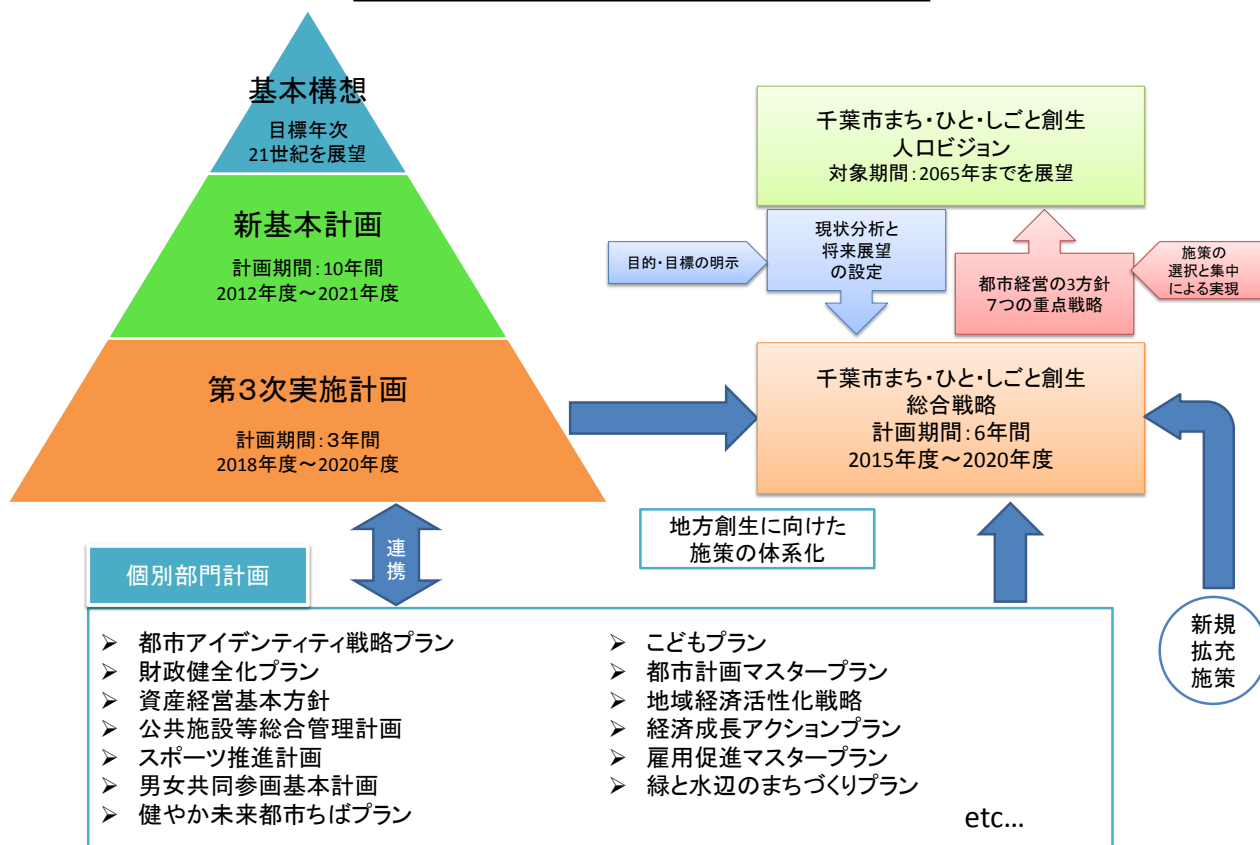 基本構想
目標年次
21世紀を展望
新基本計画
計画期間：10年間
2012年度～2021年度
第3次実施計画
計画期間：3年間
2018年度～2020年度
千葉市まち・ひと・しごと創生
人口ビジョン
対象期間：2065年までを展望
目的・目標の明示
現状分析と
将来展望
の設定
都市経営の3方針
7つの重点戦略
施策の
選択と集中
による実現
千葉市まち・ひと・しごと創生
総合戦略
計画期間：6年間
2015年度～2020年度
地方創生に向けた
施策の体系化
連
携
個別部門計画
新規
拡充
施策
➢ 都市アイデンティティ戦略プラン
➢ 財政健全化プラン
➢ 資産経営基本方針
➢ 公共施設等総合管理計画
➢ スポーツ推進計画
➢ 男女共同参画基本計画
➢ 健やか未来都市ちばプラン
➢ こどもプラン
➢ 都市計画マスタープラン
➢ 地域経済活性化戦略
➢ 経済成長アクションプラン
➢ 雇用促進マスタープラン
➢ 緑と水辺のまちづくりプラン
etc…